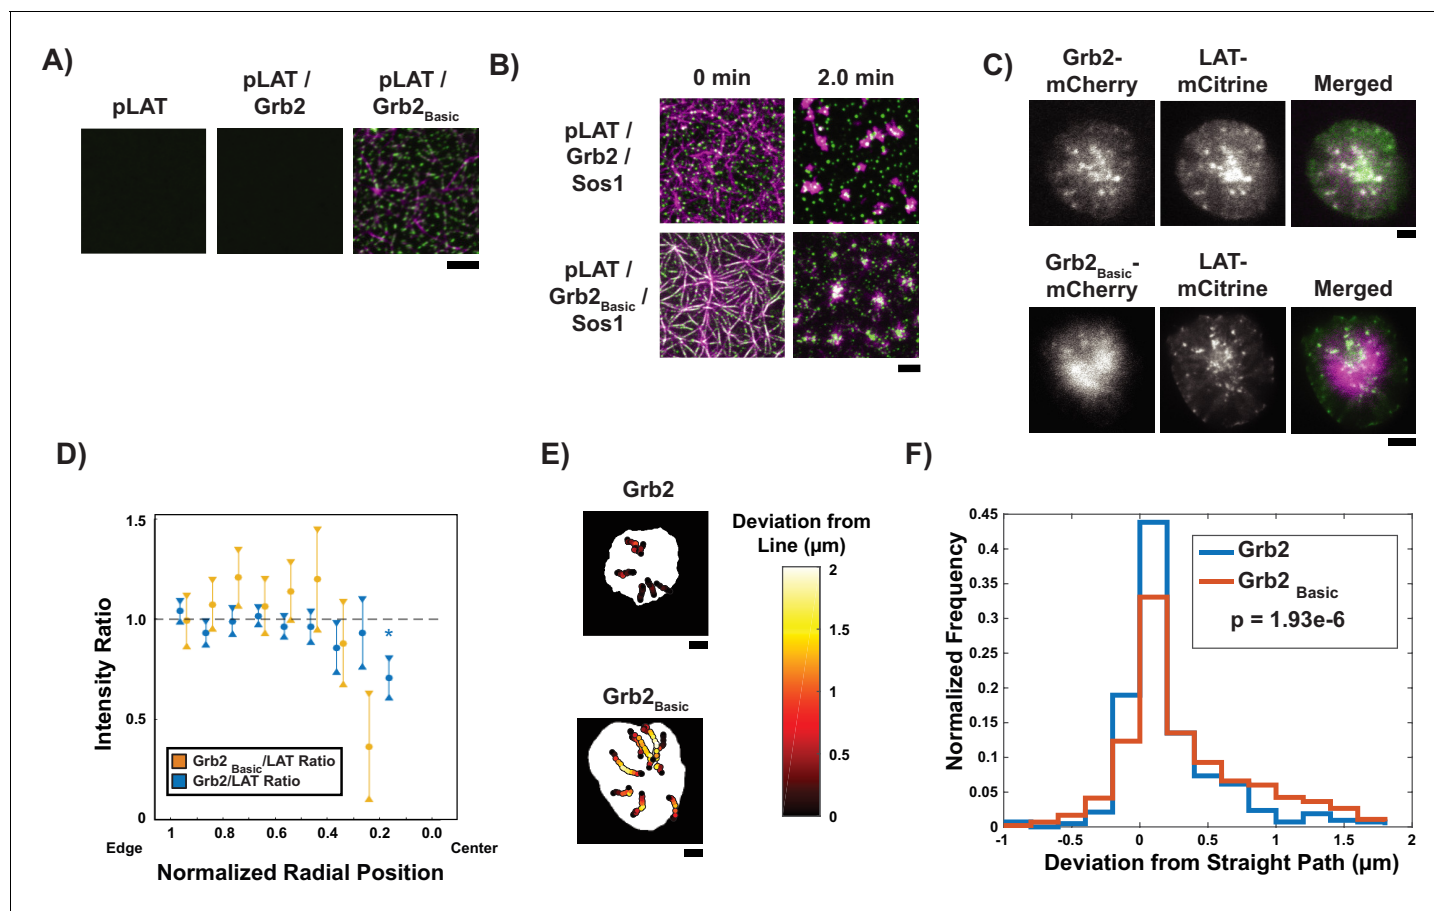 A)
pLAT
pLAT /
Grb2
pLAT /
Grb2Basic
B)
0 min
2.0 min
pLAT /
Grb2 /
Sos1
pLAT /
Grb2Basic /
Sos1
C)
Grb2-
mCherry
LAT-
mCitrine
Merged
Grb2Basic-
mCherry
LAT-
mCitrine
Merged
D)
Intensity Ratio
1.5
1.0
0.5
0
*
Grb2 Basic/LAT Ratio
Grb2/LAT Ratio
1 0.8 0.6 0.4 0.2 0.0
Edge Center
Normalized Radial Position
E)
Grb2
Grb2Basic
Deviation from
Line (µm)
2
1.5
1
0.5
0
F)
Normalized Frequency
0.45
0.4
0.35
0.3
0.25
0.2
0.15
0.1
0.05
0
Grb2
Grb2 Basic
p = 1.93e-6
-1 -0.5 0 0.5 1 1.5 2
Deviation from Straight Path (µm)